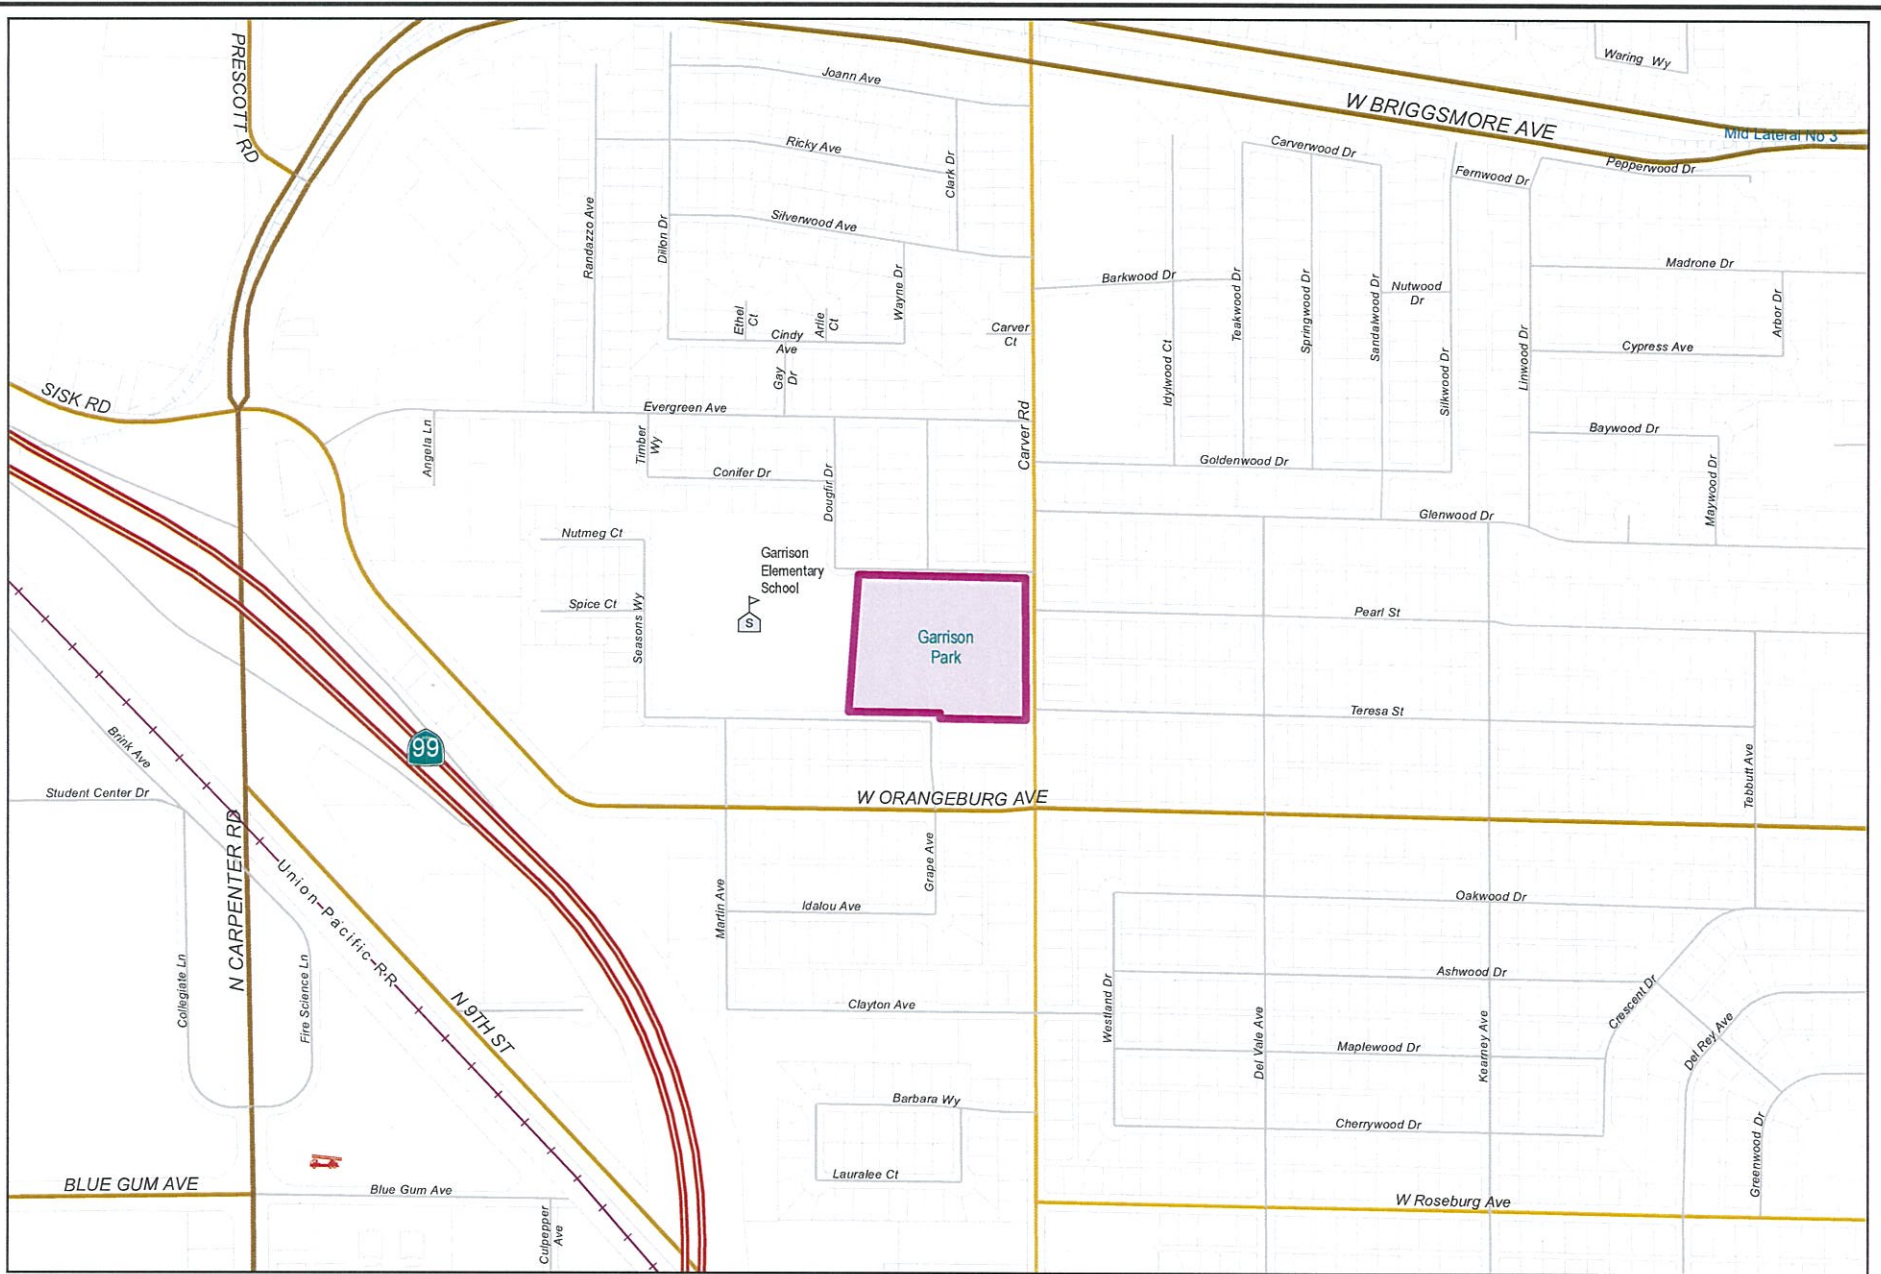 PRESCOTT RD
Waring Wy
Joann Ave
W BRIGGSMORE AVE
Mid Lateral No 3
Ricky Ave
Clark Dr
Carverwood Dr
Fernwood Dr
Pepperwood Dr
Randazzo Ave
Dillon Dr
Silverwood Ave
Wayne Dr
Barkwood Dr
Teakwood Dr
Springwood Dr
Sandalwood Dr
Nutwood
Dr
Madrone Dr
Arbor Dr
Ethel
Ct
Arlie
Ct
Cindy
Ave
Gay
Dr
Carver
Ct
Idylwood Ct
Silkwood Dr
Linwood Dr
Cypress Ave
SISK RD
Evergreen Ave
Carver Rd
Angela Ln
Timber
Wy
Conifer Dr
Dougfir Dr
Goldenwood Dr
Baywood Dr
Maywood Dr
Glenwood Dr
Nutmeg Ct
Garrison
Elementary
School
S
Spice Ct
Seasons Wy
Garrison
Park
Pearl St
Teresa St
99
Brink Ave
Student Center Dr
W ORANGEBURG AVE
Tebbutt Ave
N CARPENTER RD
Union Pacific RR
Grape Ave
Martin Ave
Idalou Ave
Oakwood Dr
Collegiate Ln
Fire Science Ln
N 9TH ST
Clayton Ave
Westland Dr
Ashwood Dr
Crescent Dr
Del Vale Ave
Maplewood Dr
Kearney Ave
Del Rey Ave
Barbara Wy
Cherrywood Dr
Greenwood Dr
Lauralee Ct
BLUE GUM AVE
Blue Gum Ave
Culpepper
Ave
W Roseburg Ave